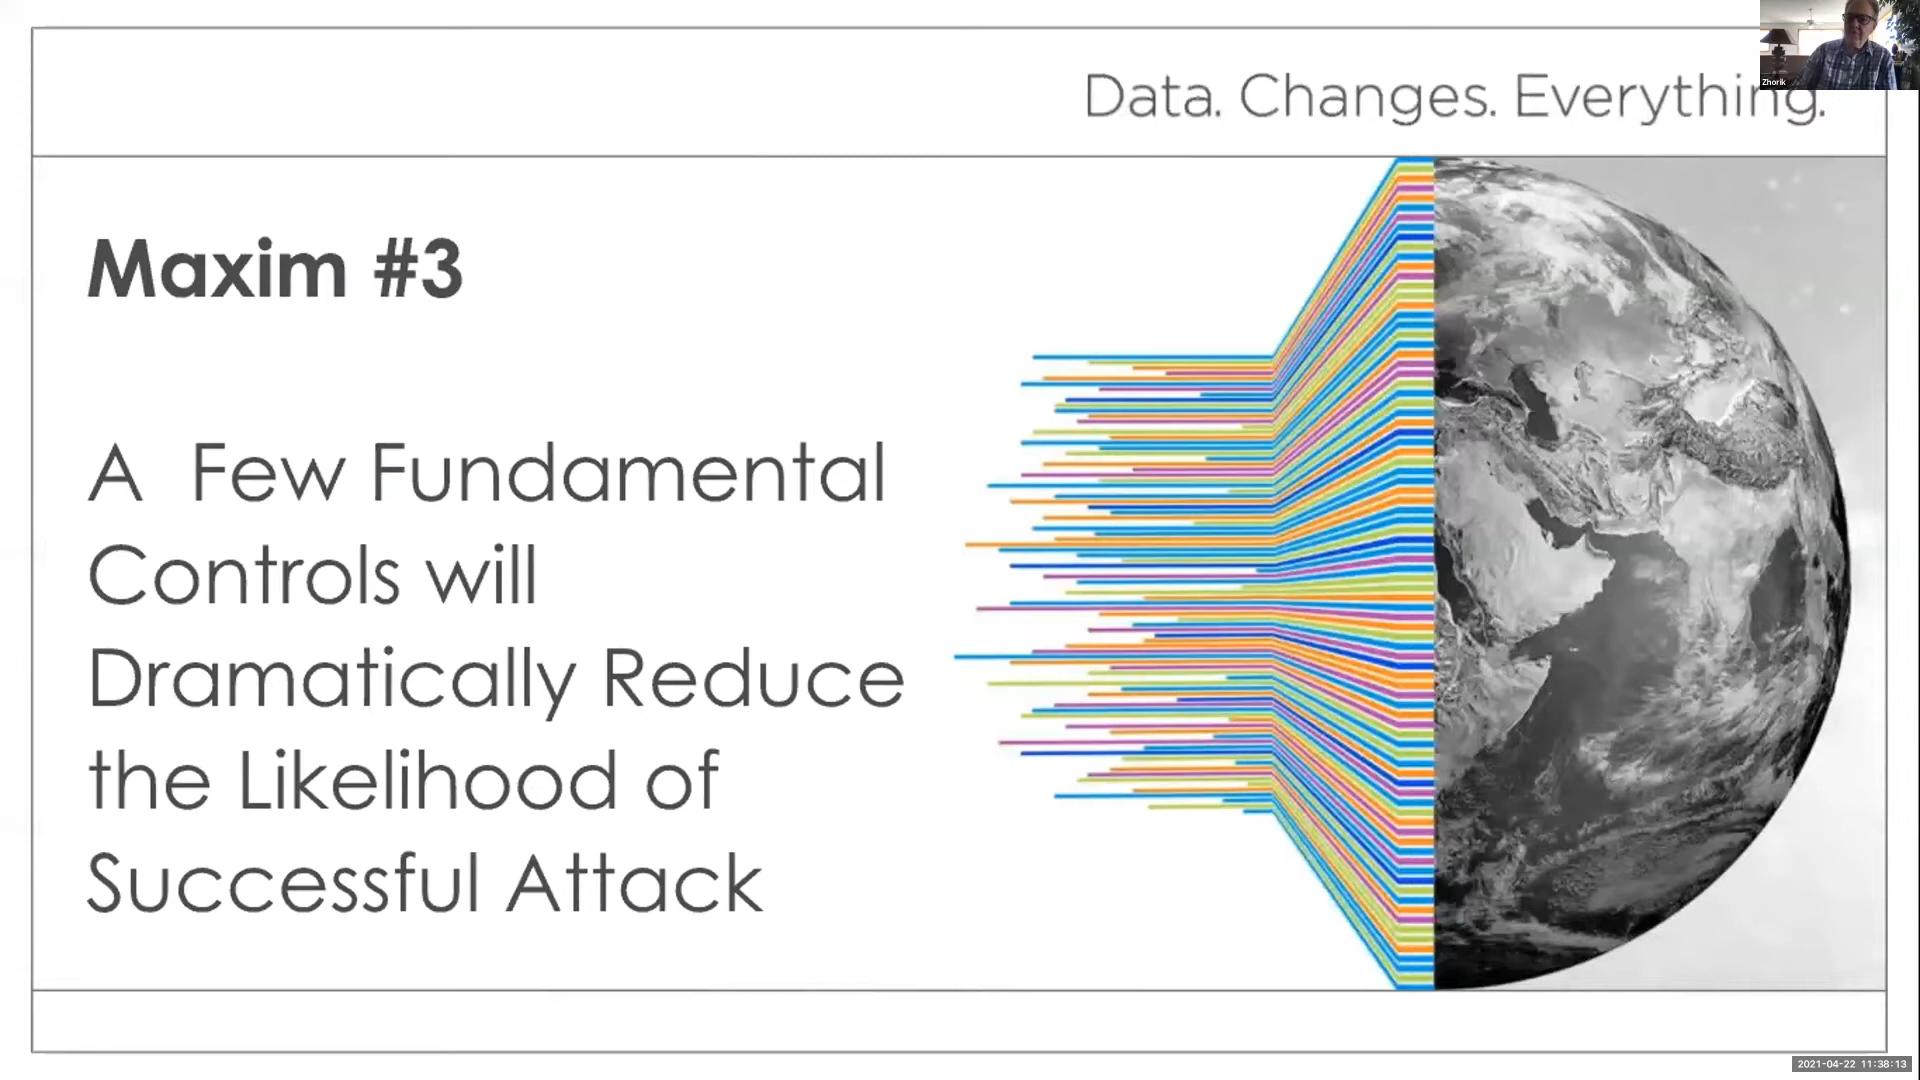 Zhorik
Data. Changes. Everything.
Maxim #3
A  Few Fundamental
Controls will
Dramatically Reduce
the Likelihood of
Successful Attack
2021-04-22 11:38:13